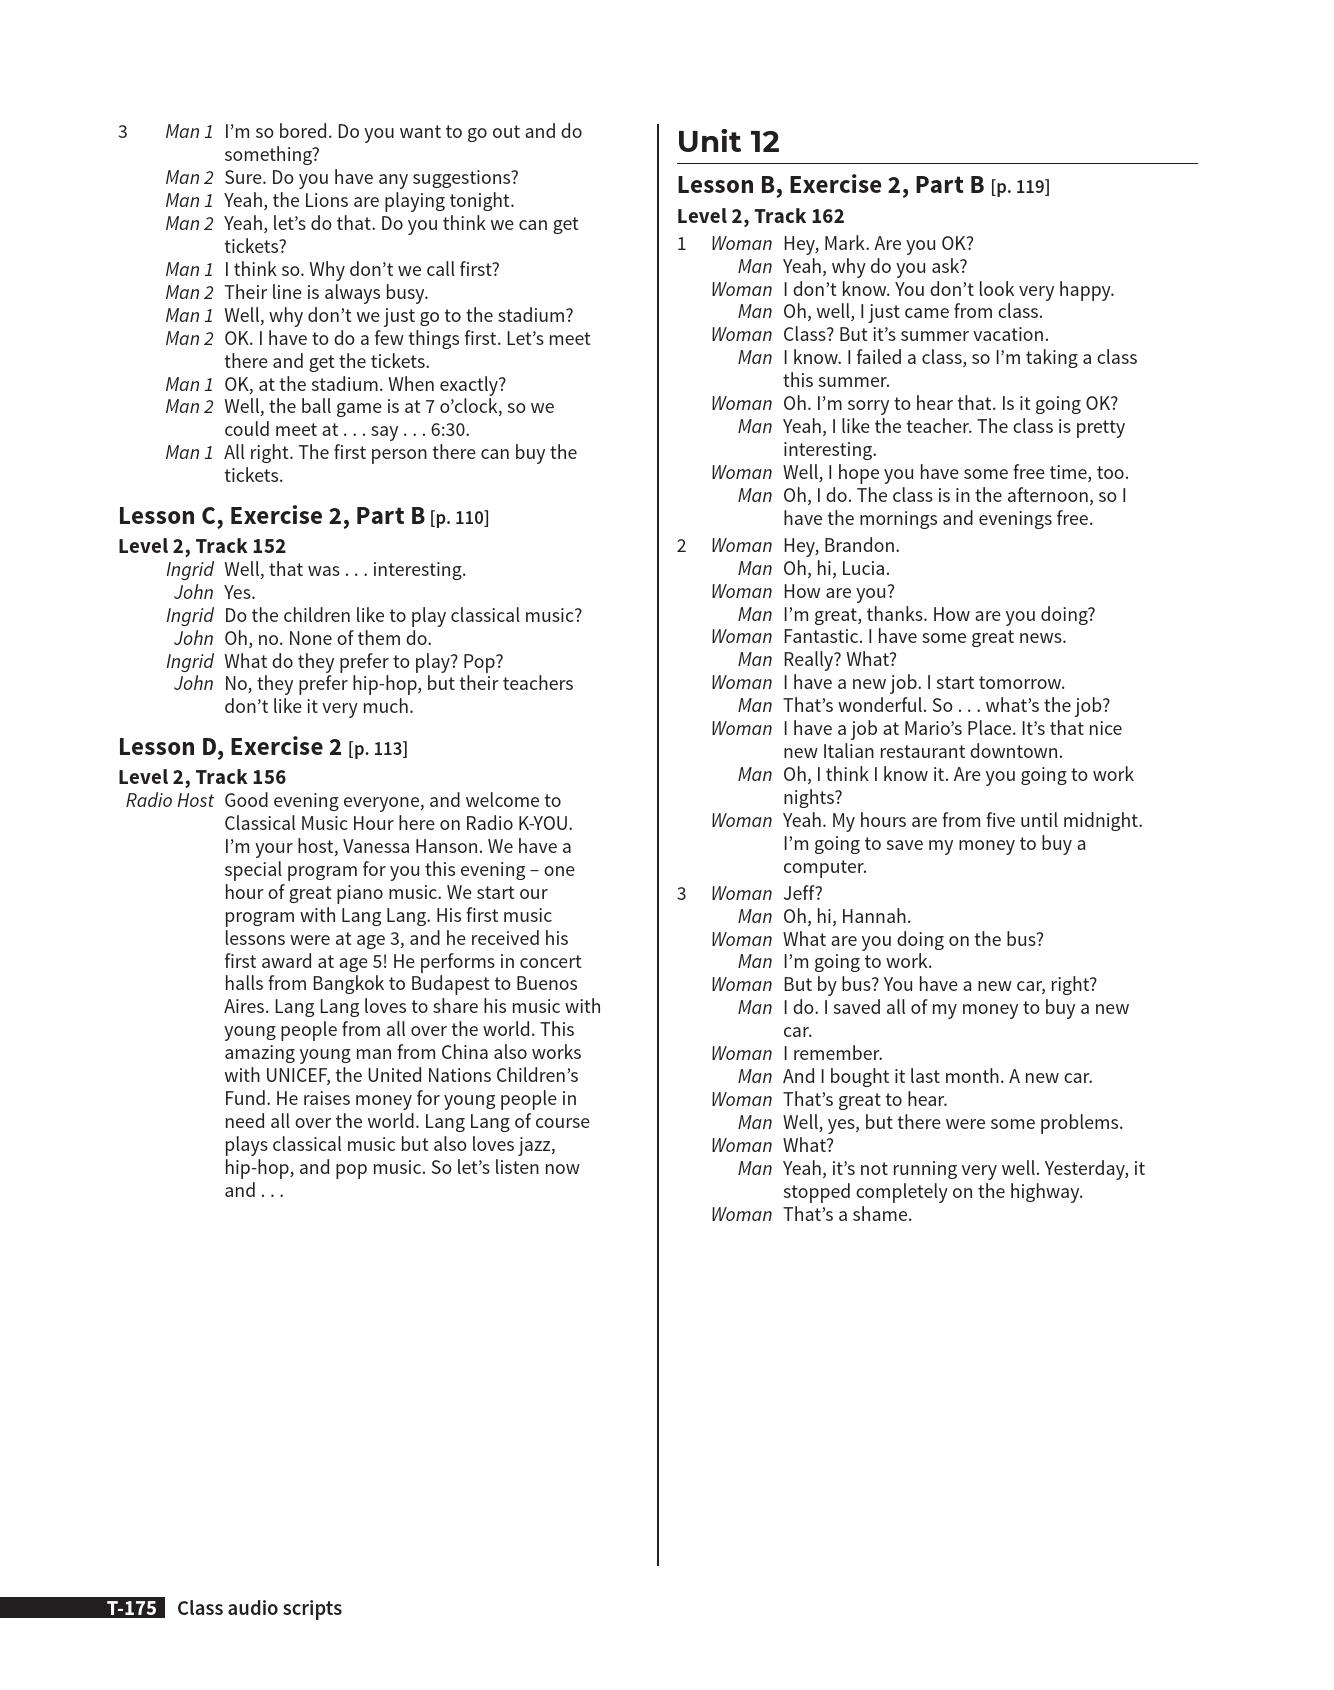 3 Man 1 I’m so bored. Do you want to go out and do
something?
Man 2 Sure. Do you have any suggestions?
Man 1 Yeah, the Lions are playing tonight.
Man 2 Yeah, let’s do that. Do you think we can get
tickets?
Man 1 I think so. Why don’t we call first?
Man 2 Their line is always busy.
Man 1 Well, why don’t we just go to the stadium?
Man 2 OK. I have to do a few things first. Let’s meet
there and get the tickets.
Man 1 OK, at the stadium. When exactly?
Man 2 Well, the ball game is at 7 o’clock, so we
could meet at . . . say . . . 6:30.
Man 1 All right. The first person there can buy the
tickets.
Lesson C, Exercise 2, Part B [p. 110]
Level 2, Track 152
Ingrid Well, that was . . . interesting.
John Yes.
Ingrid Do the children like to play classical music?
John Oh, no. None of them do.
Ingrid What do they prefer to play? Pop?
John No, they prefer hip-hop, but their teachers
don’t like it very much.
Lesson D, Exercise 2 [p. 113]
Level 2, Track 156
Radio Host Good evening everyone, and welcome to
Classical Music Hour here on Radio K-YOU.
I’m your host, Vanessa Hanson. We have a
special program for you this evening – one
hour of great piano music. We start our
program with Lang Lang. His first music
lessons were at age 3, and he received his
first award at age 5! He performs in concert
halls from Bangkok to Budapest to Buenos
Aires. Lang Lang loves to share his music with
young people from all over the world. This
amazing young man from China also works
with UNICEF, the United Nations Children’s
Fund. He raises money for young people in
need all over the world. Lang Lang of course
plays classical music but also loves jazz,
hip-hop, and pop music. So let’s listen now
and . . .
Unit 12
Lesson B, Exercise 2, Part B [p. 119]
Level 2, Track 162
1 Woman Hey, Mark. Are you OK?
Man Yeah, why do you ask?
Woman I don’t know. You don’t look very happy.
Man Oh, well, I just came from class.
Woman Class? But it’s summer vacation.
Man I know. I failed a class, so I’m taking a class
this summer.
Woman Oh. I’m sorry to hear that. Is it going OK?
Man Yeah, I like the teacher. The class is pretty
interesting.
Woman Well, I hope you have some free time, too.
Man Oh, I do. The class is in the afternoon, so I
have the mornings and evenings free.
2 Woman Hey, Brandon.
Man Oh, hi, Lucia.
Woman How are you?
Man I’m great, thanks. How are you doing?
Woman Fantastic. I have some great news.
Man Really? What?
Woman I have a new job. I start tomorrow.
Man That’s wonderful. So . . . what’s the job?
Woman I have a job at Mario’s Place. It’s that nice
new Italian restaurant downtown.
Man Oh, I think I know it. Are you going to work
nights?
Woman Yeah. My hours are from five until midnight.
I’m going to save my money to buy a
computer.
3 Woman Jeff?
Man Oh, hi, Hannah.
Woman What are you doing on the bus?
Man I’m going to work.
Woman But by bus? You have a new car, right?
Man I do. I saved all of my money to buy a new
car.
Woman I remember.
Man And I bought it last month. A new car.
Woman That’s great to hear.
Man Well, yes, but there were some problems.
Woman What?
Man Yeah, it’s not running very well. Yesterday, it
stopped completely on the highway.
Woman That’s a shame.
T-175 Class audio scripts